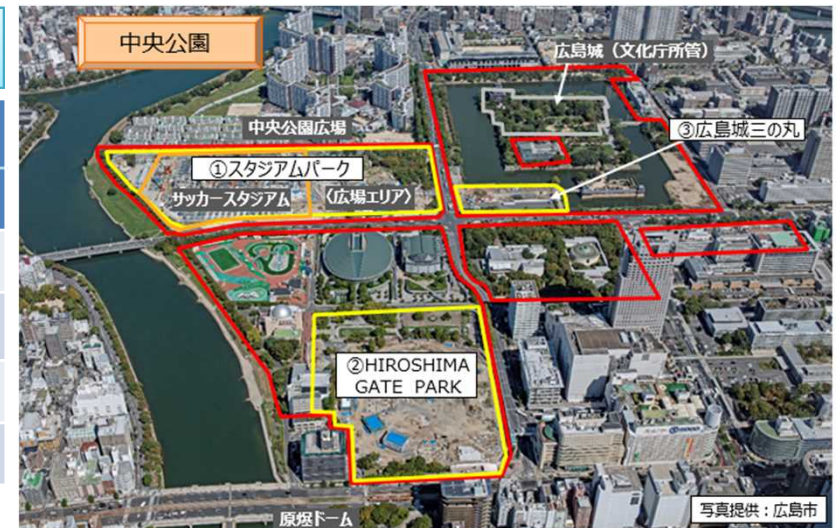 中央公園
広島城（文化庁所管）
中央公園広場
③広島城三の丸
①スタジアムパーク
サッカースタジアム
〈広場エリア〉
②HIROSHIMA
GATE PARK
原爆ドーム
写真提供：広島市